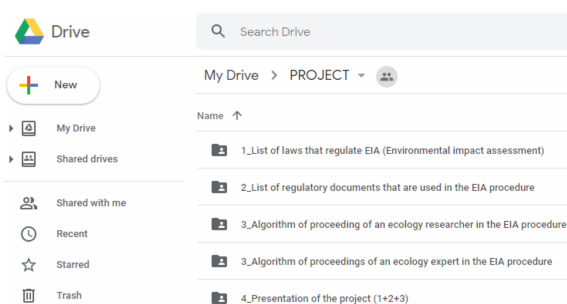 Drive
Search Drive
New
My Drive
Shared drives
Shared with me
Recent
Starred
Trash
My Drive > PROJECT
Name ↑
1_List of laws that regulate EIA (Environmental impact assessment)
2_List of regulatory documents that are used in the EIA procedure
3_Algorithm of proceeding of an ecology researcher in the EIA procedure
3_Algorithm of proceedings of an ecology expert in the EIA procedure
4_Presentation of the project (1+2+3)